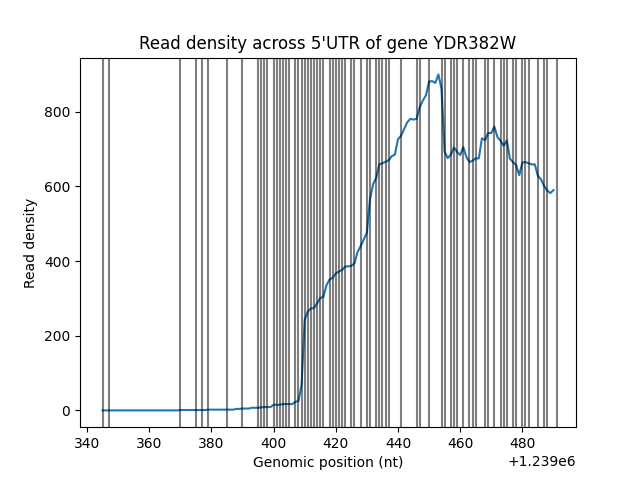 Read density across 5'UTR of gene YDR382W
Read density
800
600
400
200
0
340 360 380 400 420 440 460 480
Genomic position (nt)
+1.239e6